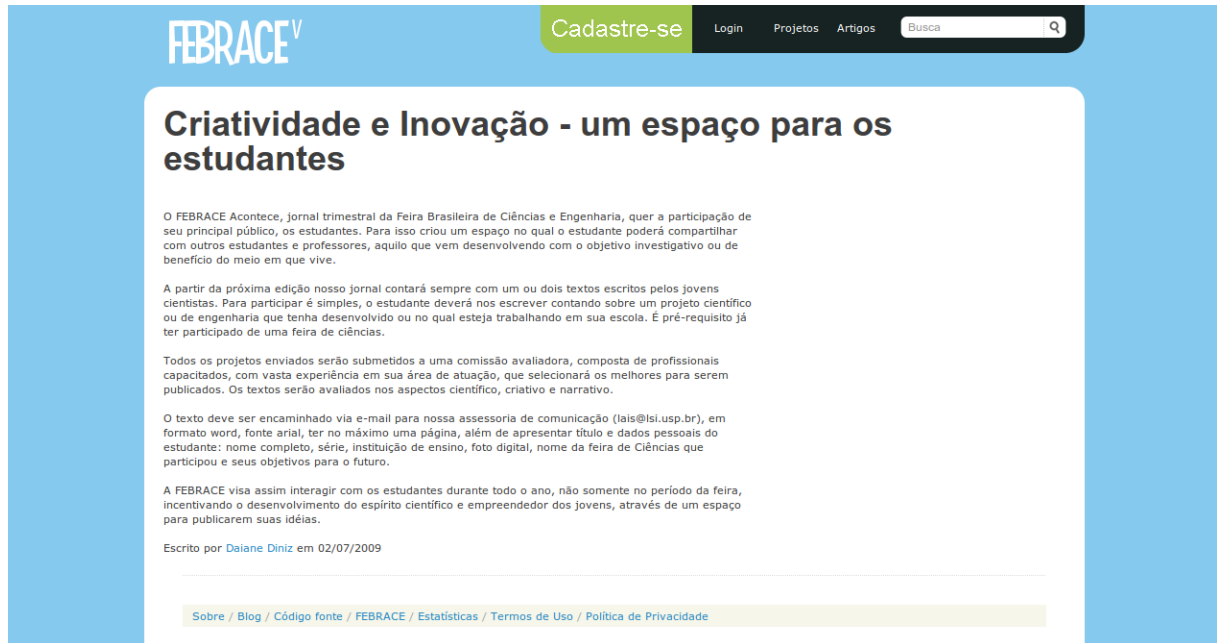 FEBRACE V
Cadastre-se
Login
Projetos
Artigos
Busca
Criatividade e Inovação - um espaço para os
estudantes
O FEBRACE Acontece, jornal trimestral da Feira Brasileira de Ciências e Engenharia, quer a participação de
seu principal público, os estudantes. Para isso criou um espaço no qual o estudante poderá compartilhar
com outros estudantes e professores, aquilo que vem desenvolvendo com o objetivo investigativo ou de
benefício do meio em que vive.
A partir da próxima edição nosso jornal contará sempre com um ou dois textos escritos pelos jovens
cientistas. Para participar é simples, o estudante deverá nos escrever contando sobre um projeto científico
ou de engenharia que tenha desenvolvido ou no qual esteja trabalhando em sua escola. É pré-requisito já
ter participado de uma feira de ciências.
Todos os projetos enviados serão submetidos a uma comissão avaliadora, composta de profissionais
capacitados, com vasta experiência em sua área de atuação, que selecionará os melhores para serem
publicados. Os textos serão avaliados nos aspectos científico, criativo e narrativo.
O texto deve ser encaminhado via e-mail para nossa assessoria de comunicação (lais@lsi.usp.br), em
formato word, fonte arial, ter no máximo uma página, além de apresentar título e dados pessoais do
estudante: nome completo, série, instituição de ensino, foto digital, nome da feira de Ciências que
participou e seus objetivos para o futuro.
A FEBRACE visa assim interagir com os estudantes durante todo o ano, não somente no período da feira,
incentivando o desenvolvimento do espírito científico e empreendedor dos jovens, através de um espaço
para publicarem suas idéias.
Escrito por Daiane Diniz em 02/07/2009
Sobre / Blog / Código fonte / FEBRACE / Estatísticas / Termos de Uso / Política de Privacidade